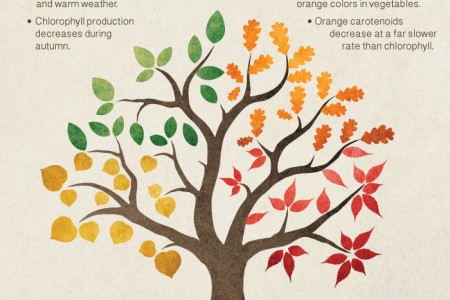 and warm weather.
• Chlorophyll production
decreases during
autumn.
orange colors in vegetables.
• Orange carotenoids
decrease at a far slower
rate than chlorophyll.